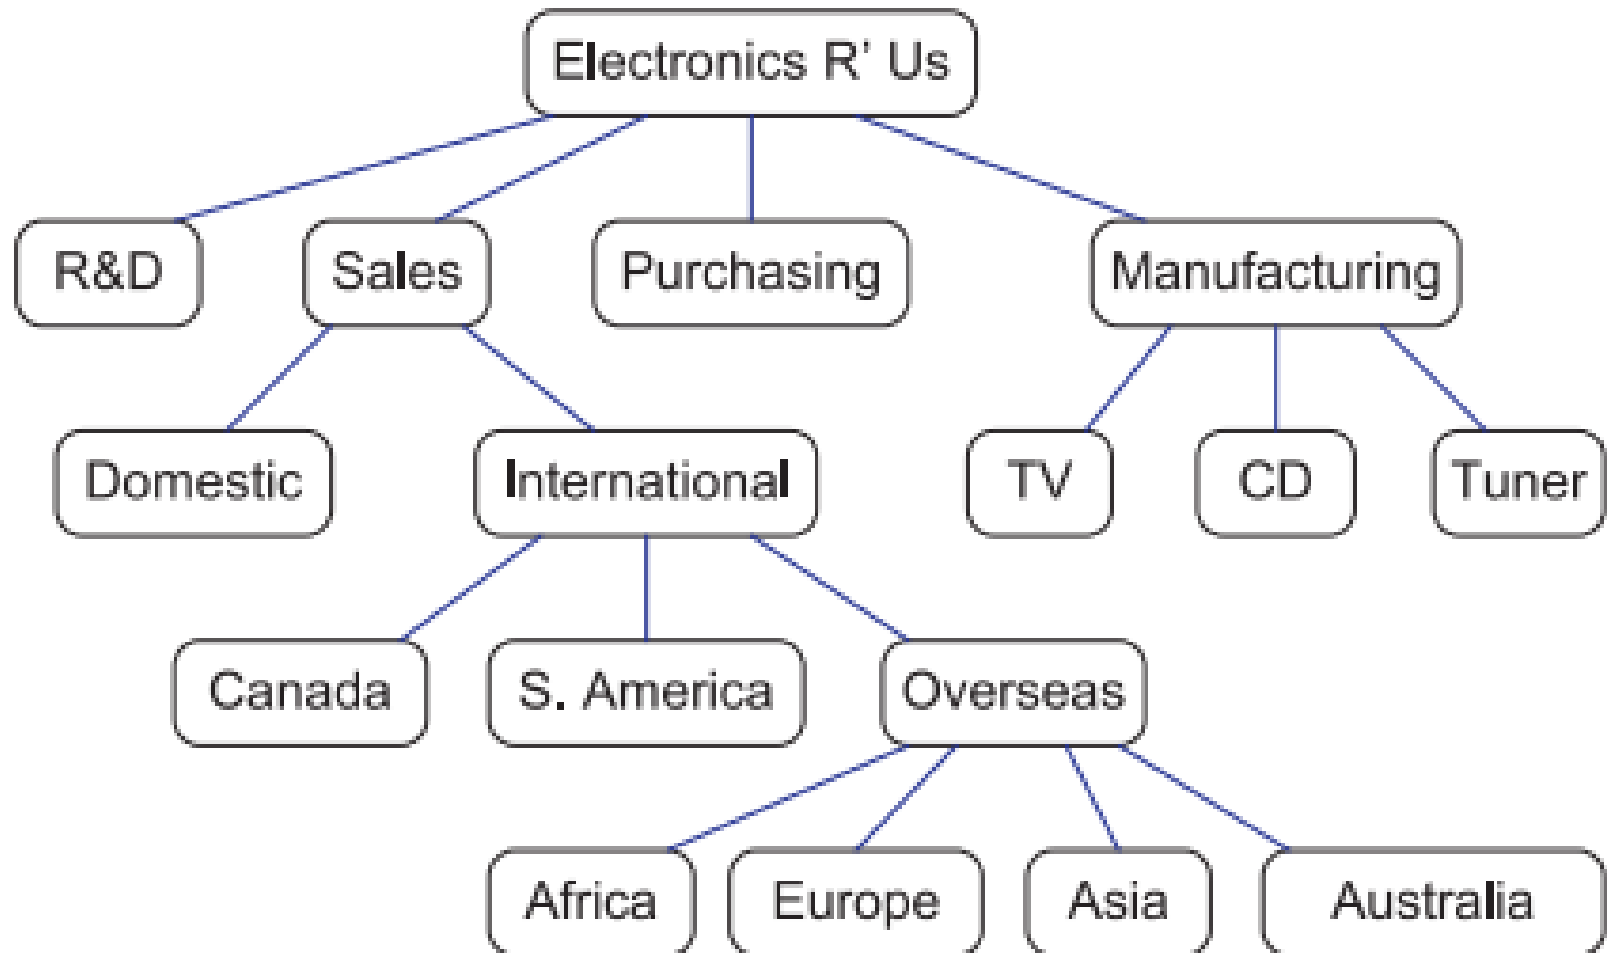 Electronics R' Us
R&D
Sales
Purchasing
Manufacturing
Domestic
International
TV
CD
Tuner
Canada
S. America
Overseas
Africa
Europe
Asia
Australia